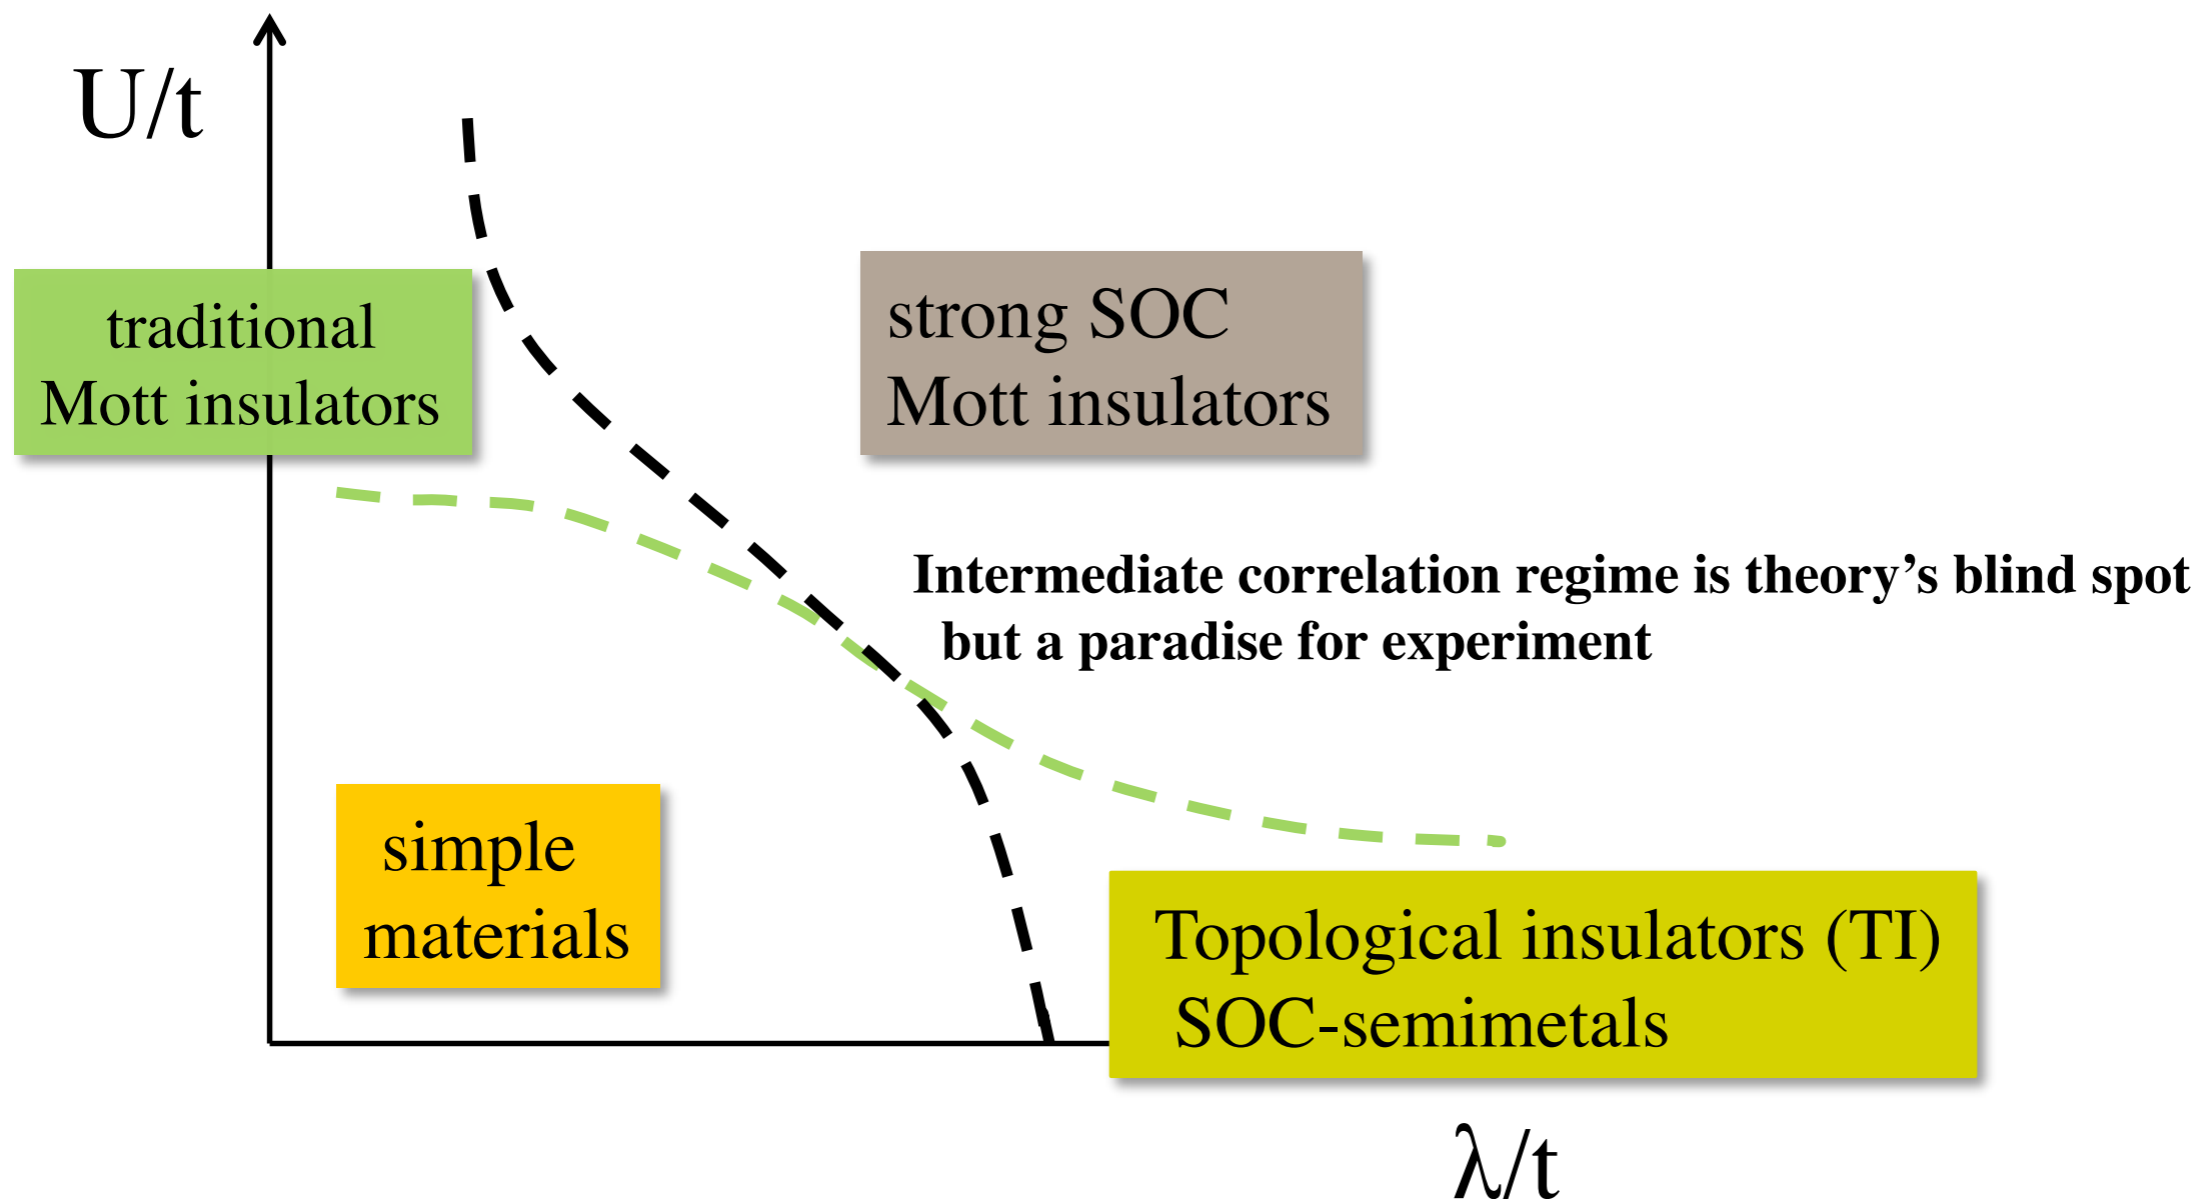 U/t
traditional
Mott insulators
strong SOC
Mott insulators
Intermediate correlation regime is theory’s blind spot
but a paradise for experiment
simple
materials
Topological insulators (TI)
SOC-semimetals
λ/t